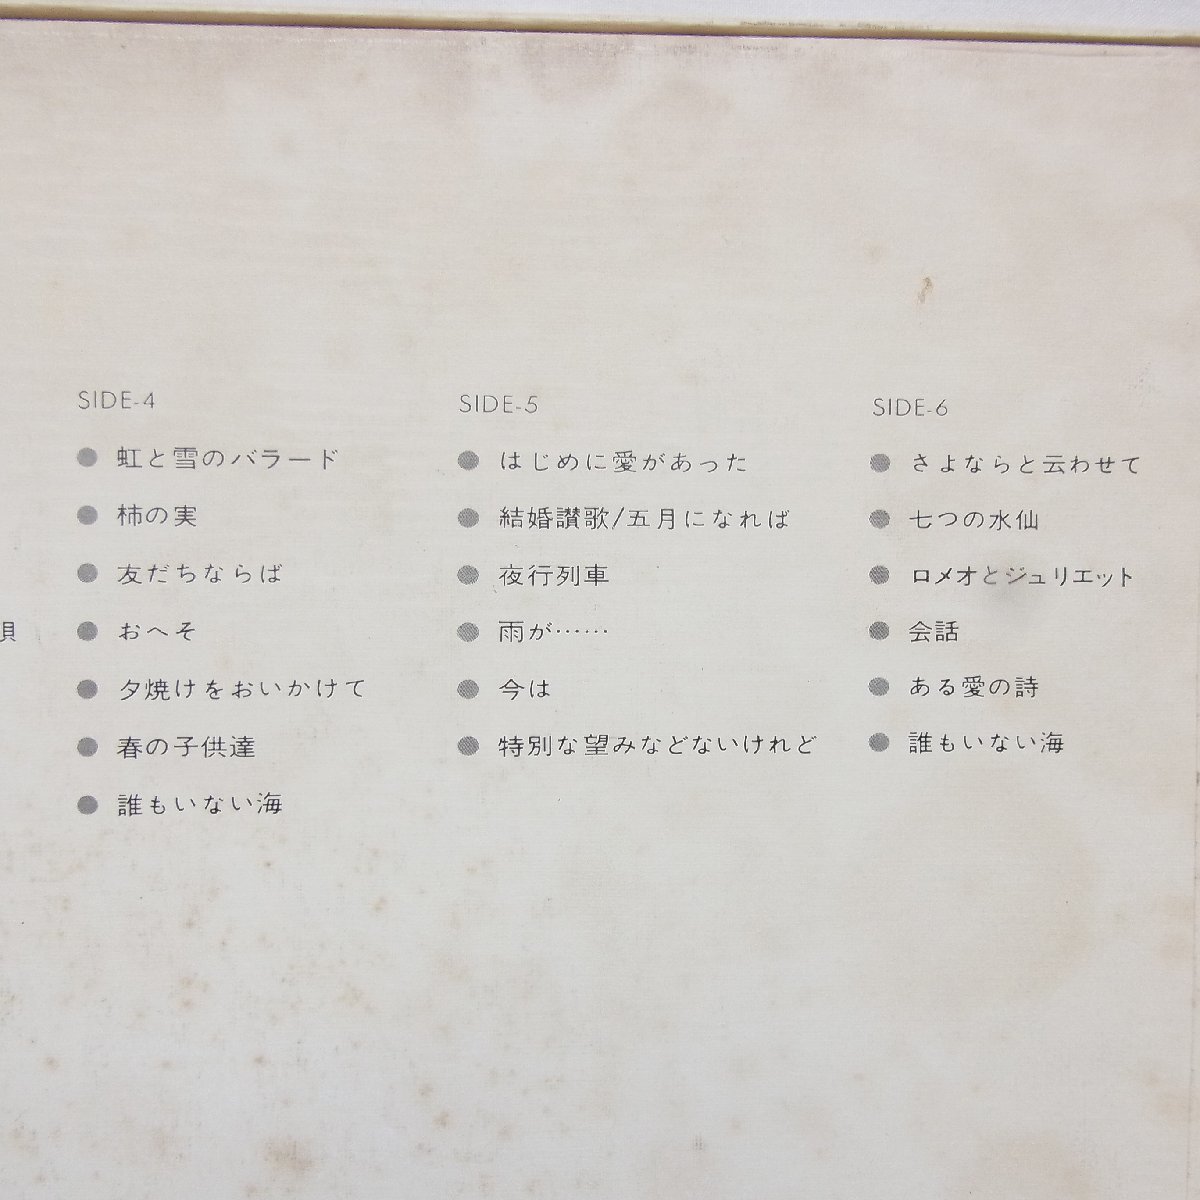 唄
SIDE-4
虹と雪のバラード
柿の実
友だちならば
おへそ
夕焼けをおいかけて
春の子供達
誰もいない海
SIDE-5
はじめに愛があった
結婚讃歌/五月になれば
夜行列車
雨が……
今は
特別な望みなどないけれど
SIDE-6
さよならと云わせて
七つの水仙
ロメオとジュリエット
会話
ある愛の詩
誰もいない海